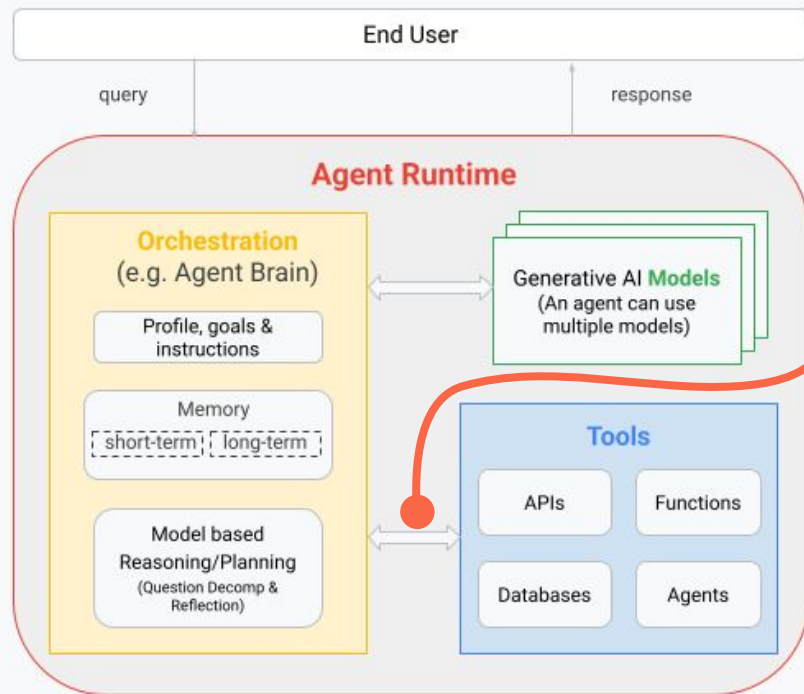 End User
query
response
Agent Runtime
Orchestration
(e.g. Agent Brain)
Profile, goals &
instructions
Memory
short-term
long-term
Model based
Reasoning/Planning
(Question Decomp &
Reflection)
Generative AI Models
(An agent can use
multiple models)
Tools
APIs
Functions
Databases
Agents